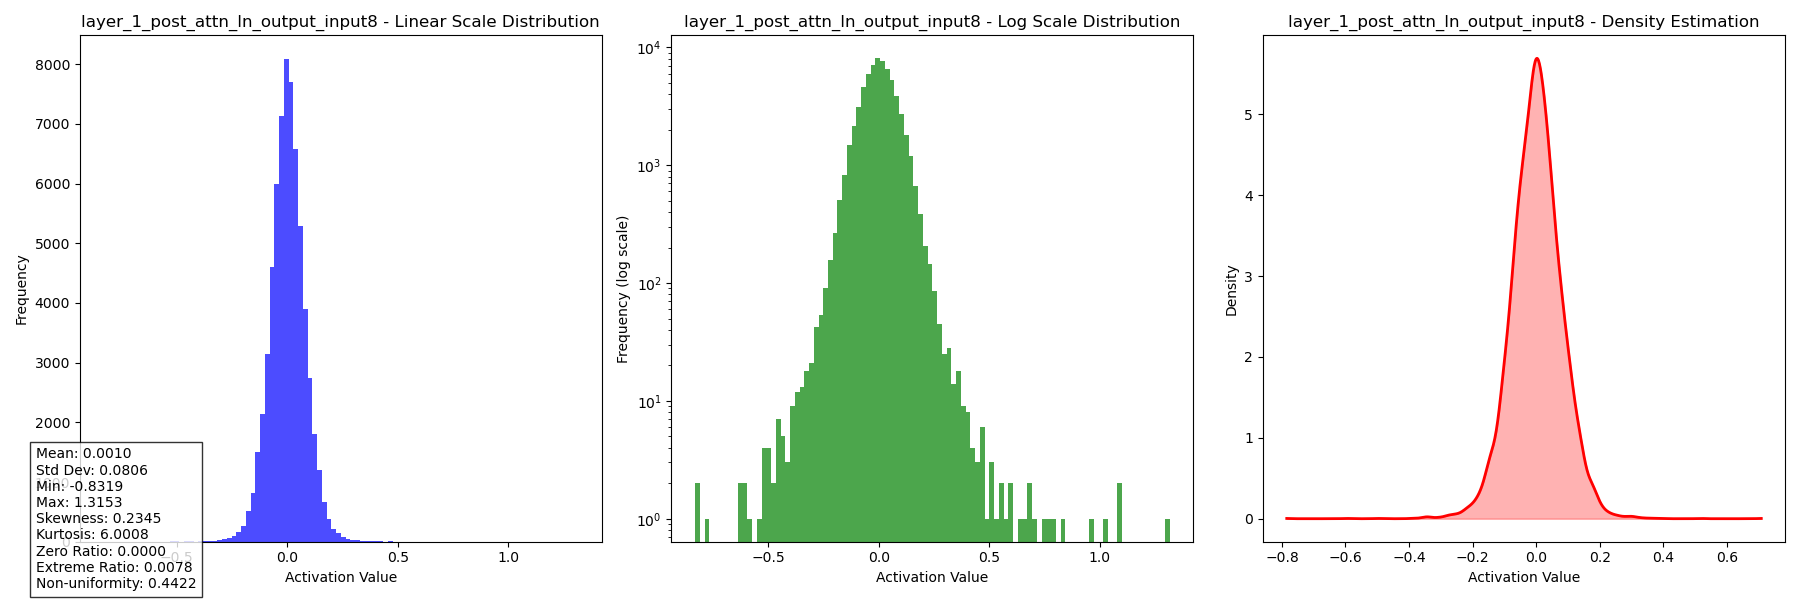 layer_1_post_attn_ln_output_input8 - Linear Scale Distribution
8000
7000
6000
5000
4000
3000
2000
1000
0
Frequency
−0.5
0.0
0.5
1.0
Activation Value
Mean: 0.0010
Std Dev: 0.0806
Min: -0.8319
Max: 1.3153
Skewness: 0.2345
Kurtosis: 6.0008
Zero Ratio: 0.0000
Extreme Ratio: 0.0078
Non-uniformity: 0.4422
layer_1_post_attn_ln_output_input8 - Log Scale Distribution
10⁴
10³
10²
10¹
10⁰
Frequency (log scale)
−0.5
0.0
0.5
1.0
Activation Value
layer_1_post_attn_ln_output_input8 - Density Estimation
5
4
3
2
1
0
Density
−0.8
−0.6
−0.4
−0.2
0.0
0.2
0.4
0.6
Activation Value